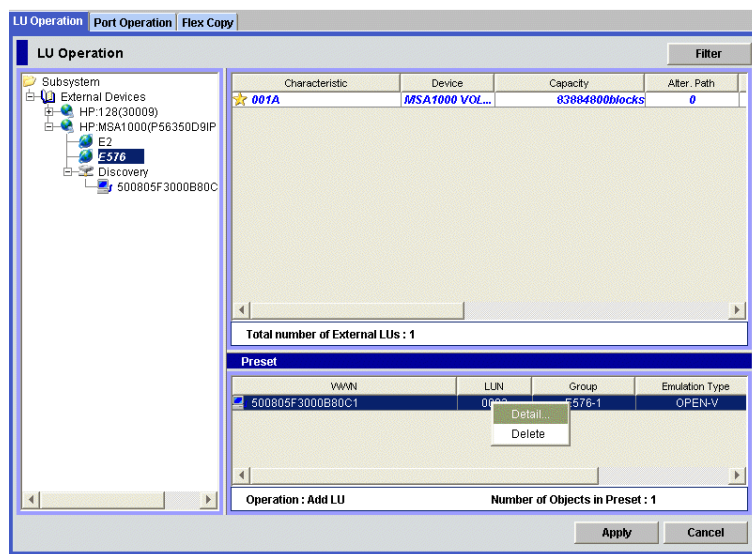 LU Operation Port Operation Flex Copy
LU Operation
Filter
Subsystem
External Devices
HP:128(30009)
HP:MSA1000(P56350D9IP
E2
E576
Discovery
500805F3000B80C
Characteristic Device Capacity Alter. Path
001A MSA1000 VOL... 83884800blocks 0
Total number of External LUs : 1
Preset
WWN LUN Group Emulation Type
500805F3000B80C1 E576-1 OPEN-V
Detail...
Delete
Operation : Add LU Number of Objects in Preset : 1
Apply Cancel